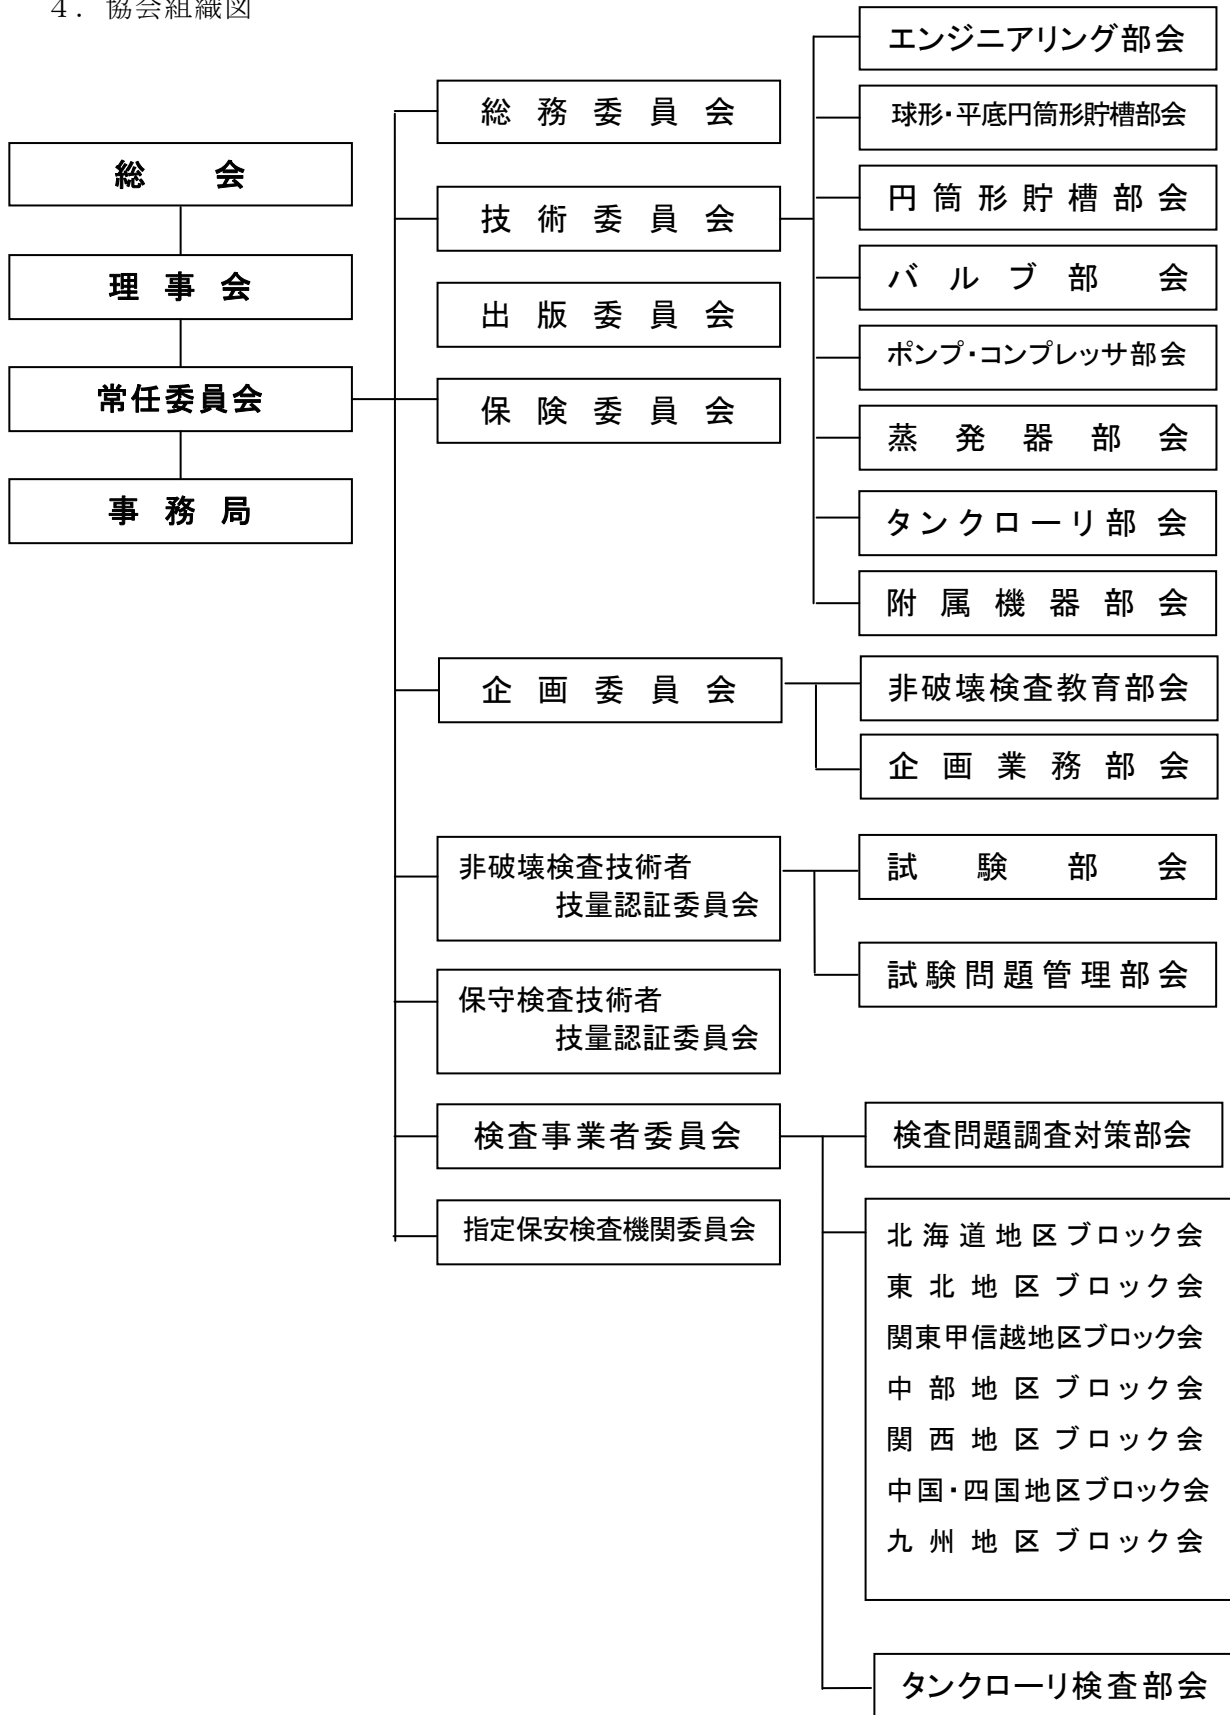 ４．協会組織図
総会
理事会
常任委員会
事務局
総務委員会
技術委員会
出版委員会
保険委員会
企画委員会
非破壊検査技術者
技量認証委員会
保守検査技術者
技量認証委員会
検査事業者委員会
指定保安検査機関委員会
エンジニアリング部会
球形・平底円筒形貯槽部会
円筒形貯槽部会
バルブ部会
ポンプ・コンプレッサ部会
蒸発器部会
タンクローリ部会
附属機器部会
非破壊検査教育部会
企画業務部会
試験部会
試験問題管理部会
検査問題調査対策部会
北海道地区ブロック会
東北地区ブロック会
関東甲信越地区ブロック会
中部地区ブロック会
関西地区ブロック会
中国・四国地区ブロック会
九州地区ブロック会
タンクローリ検査部会